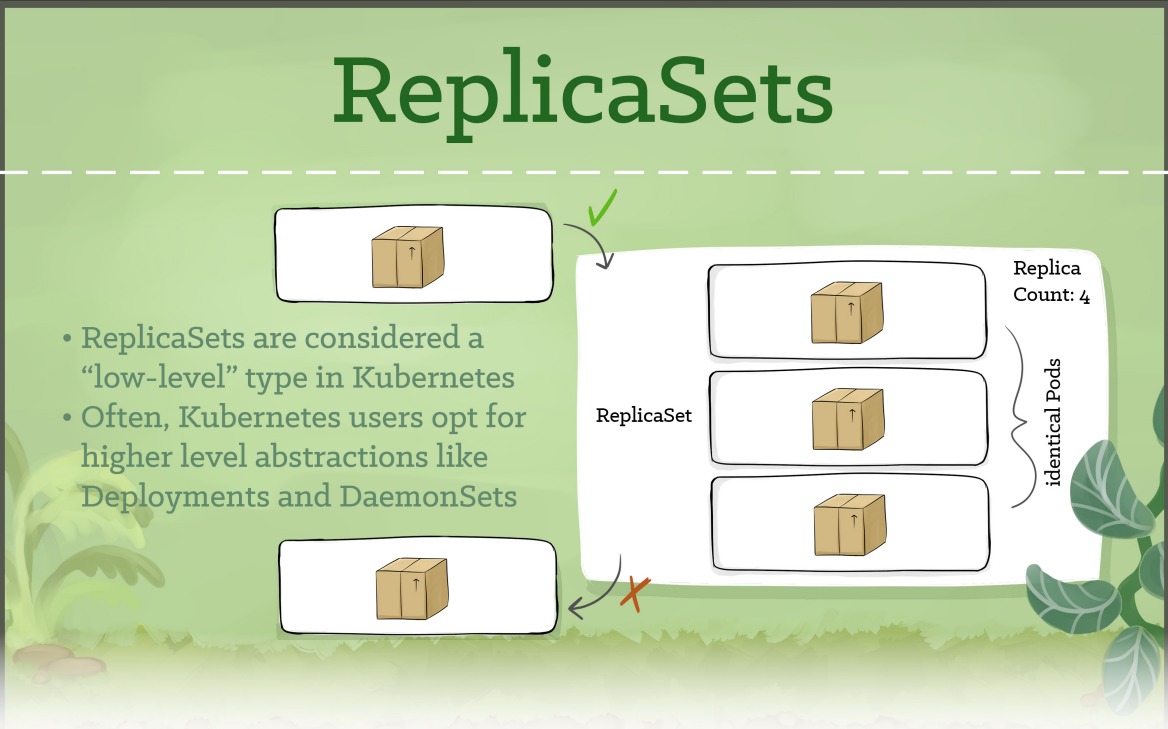 ReplicaSets
• ReplicaSets are considered a
“low-level” type in Kubernetes
• Often, Kubernetes users opt for
higher level abstractions like
Deployments and DaemonSets
ReplicaSet
Replica
Count: 4
identical Pods